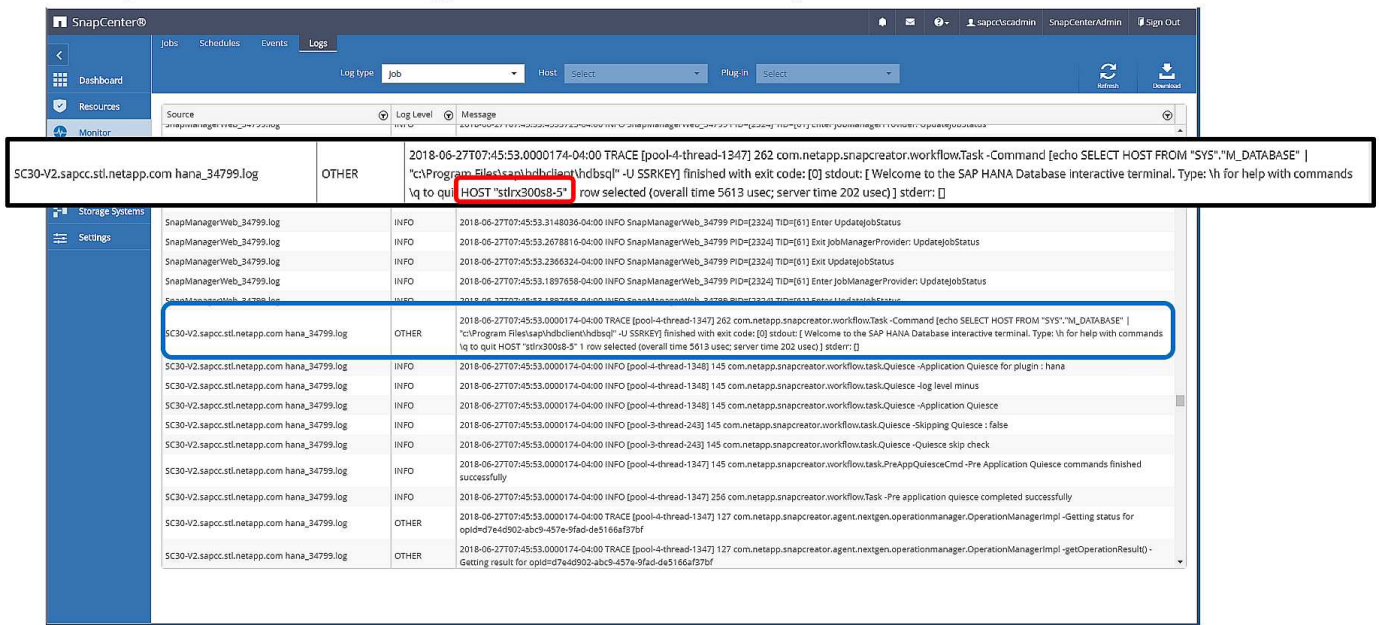 SnapCenter®
sapcc\scadmin SnapCenterAdmin Sign Out
Jobs Schedules Events Logs
Log type Job Host Select Plug-in Select
Refresh Download
Dashboard
Resources
Monitor
Storage Systems
Settings
Source Log Level Message
SC30-V2.sapcc.stl.netapp.com hana_34799.log OTHER
2018-06-27T07:45:53.0000174-04:00 TRACE [pool-4-thread-1347] 262 com.netapp.snapcreator.workflow.Task -Command [echo SELECT HOST FROM "SYS"."M_DATABASE" |
"c:\Program Files\sap\hdbclient\hdbsql" -U SSRKEY] finished with exit code: [0] stdout: [ Welcome to the SAP HANA Database interactive terminal. Type: \h for help with commands
\q to qui HOST "stlrx300s8-5" row selected (overall time 5613 usec; server time 202 usec) ] stderr: []
SnapManagerWeb_34799.log INFO 2018-06-27T07:45:53.3148036-04:00 INFO SnapManagerWeb_34799 PID=[2324] TID=[61] Enter UpdateJobStatus
SnapManagerWeb_34799.log INFO 2018-06-27T07:45:53.2678816-04:00 INFO SnapManagerWeb_34799 PID=[2324] TID=[61] Exit JobManagerProvider: UpdateJobStatus
SnapManagerWeb_34799.log INFO 2018-06-27T07:45:53.2366324-04:00 INFO SnapManagerWeb_34799 PID=[2324] TID=[61] Exit UpdateJobStatus
SnapManagerWeb_34799.log INFO 2018-06-27T07:45:53.1897658-04:00 INFO SnapManagerWeb_34799 PID=[2324] TID=[61] Enter JobManagerProvider: UpdateJobStatus
SC30-V2.sapcc.stl.netapp.com hana_34799.log OTHER
2018-06-27T07:45:53.0000174-04:00 TRACE [pool-4-thread-1347] 262 com.netapp.snapcreator.workflow.Task -Command [echo SELECT HOST FROM "SYS"."M_DATABASE" |
"c:\Program Files\sap\hdbclient\hdbsql" -U SSRKEY] finished with exit code: [0] stdout: [ Welcome to the SAP HANA Database interactive terminal. Type: \h for help with commands
\q to quit HOST "stlrx300s8-5" 1 row selected (overall time 5613 usec; server time 202 usec) ] stderr: []
SC30-V2.sapcc.stl.netapp.com hana_34799.log INFO 2018-06-27T07:45:53.0000174-04:00 INFO [pool-4-thread-1348] 145 com.netapp.snapcreator.workflow.task.Quiesce -Application Quiesce for plugin : hana
SC30-V2.sapcc.stl.netapp.com hana_34799.log INFO 2018-06-27T07:45:53.0000174-04:00 INFO [pool-4-thread-1348] 145 com.netapp.snapcreator.workflow.task.Quiesce -log level minus
SC30-V2.sapcc.stl.netapp.com hana_34799.log INFO 2018-06-27T07:45:53.0000174-04:00 INFO [pool-4-thread-1348] 145 com.netapp.snapcreator.workflow.task.Quiesce -Application Quiesce
SC30-V2.sapcc.stl.netapp.com hana_34799.log INFO 2018-06-27T07:45:53.0000174-04:00 INFO [pool-3-thread-243] 145 com.netapp.snapcreator.workflow.task.Quiesce -Skipping Quiesce : false
SC30-V2.sapcc.stl.netapp.com hana_34799.log INFO 2018-06-27T07:45:53.0000174-04:00 INFO [pool-3-thread-243] 145 com.netapp.snapcreator.workflow.task.Quiesce -Quiesce skip check
SC30-V2.sapcc.stl.netapp.com hana_34799.log INFO 2018-06-27T07:45:53.0000174-04:00 INFO [pool-4-thread-1347] 145 com.netapp.snapcreator.workflow.task.PreAppQuiesceCmd -Pre Application Quiesce commands finished
successfully
SC30-V2.sapcc.stl.netapp.com hana_34799.log INFO 2018-06-27T07:45:53.0000174-04:00 INFO [pool-4-thread-1347] 256 com.netapp.snapcreator.workflow.Task -Pre application quiesce completed successfully
SC30-V2.sapcc.stl.netapp.com hana_34799.log OTHER 2018-06-27T07:45:53.0000174-04:00 TRACE [pool-4-thread-1347] 127 com.netapp.snapcreator.agent.nextgen.operationmanager.OperationManagerImpl -Getting status for
opId=d7e4d902-abc9-457e-9fad-de5166af37bf
SC30-V2.sapcc.stl.netapp.com hana_34799.log OTHER 2018-06-27T07:45:53.0000174-04:00 TRACE [pool-4-thread-1347] 127 com.netapp.snapcreator.agent.nextgen.operationmanager.OperationManagerImpl -getOperationResult() -
Getting result for opId=d7e4d902-abc9-457e-9fad-de5166af37bf